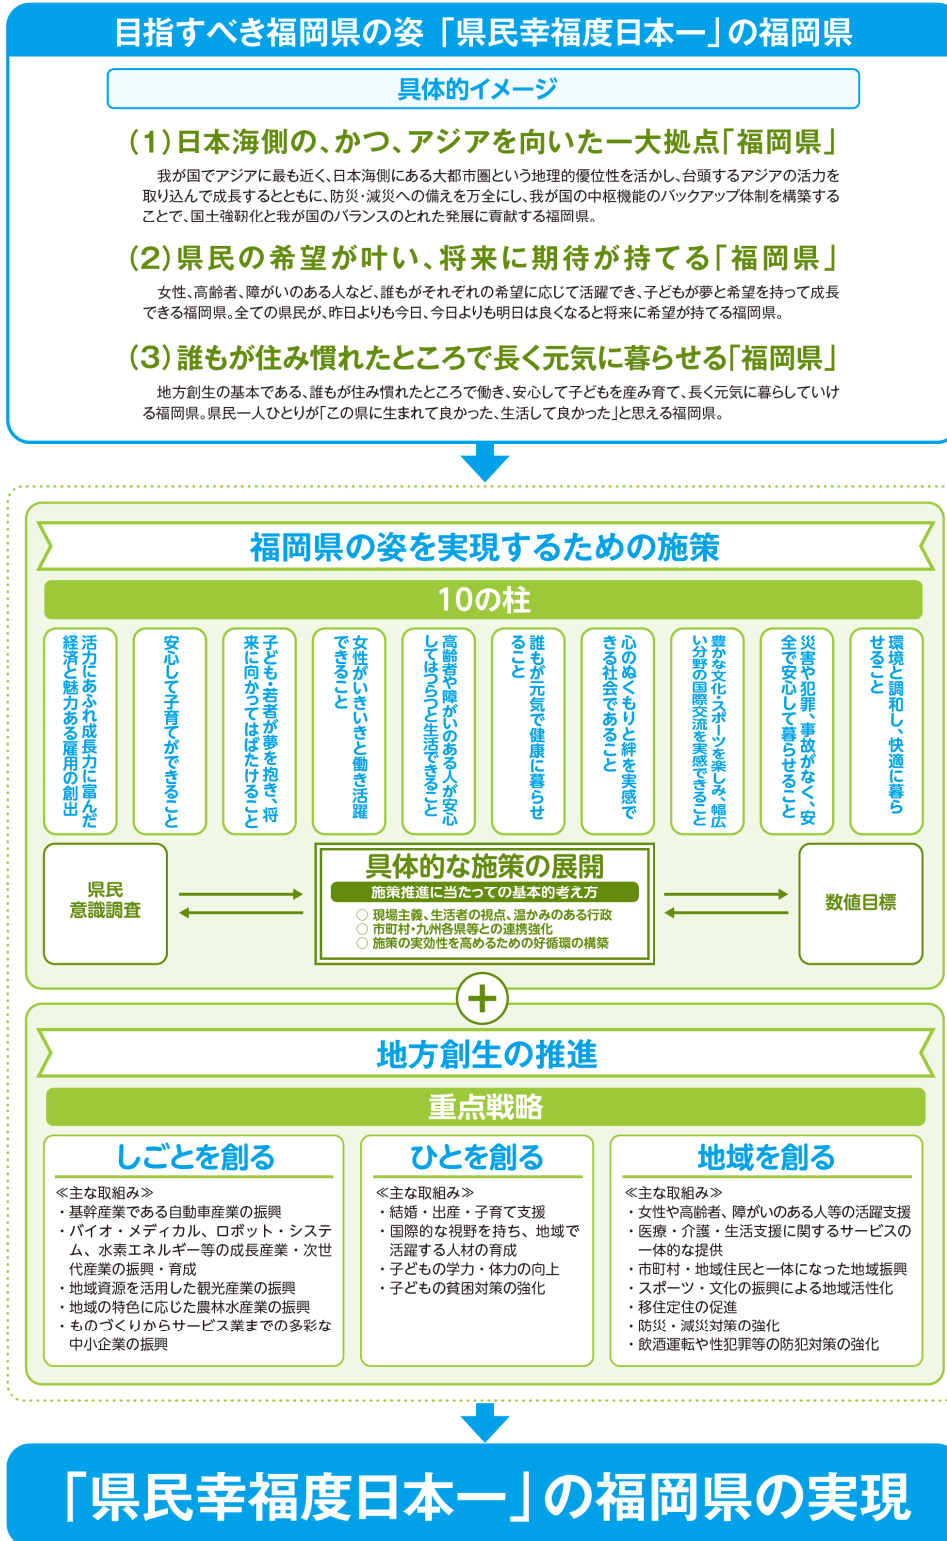 目指すべき福岡県の姿 「県民幸福度日本一」の福岡県
具体的イメージ
(1)日本海側の、かつ、アジアを向いた一大拠点「福岡県」
我が国でアジアに最も近く、日本海側にある大都市圏という地理的優位性を活かし、台頭するアジアの活力を
取り込んで成長するとともに、防災・減災への備えを万全にし、我が国の中枢機能のバックアップ体制を構築する
ことで、国土強靭化と我が国のバランスのとれた発展に貢献する福岡県。
(2)県民の希望が叶い、将来に期待が持てる「福岡県」
女性、高齢者、障がいのある人など、誰もがそれぞれの希望に応じて活躍でき、子どもが夢と希望を持って成長
できる福岡県。全ての県民が、昨日よりも今日、今日よりも明日は良くなると将来に希望が持てる福岡県。
(3)誰もが住み慣れたところで長く元気に暮らせる「福岡県」
地方創生の基本である、誰もが住み慣れたところで働き、安心して子どもを産み育て、長く元気に暮らしていけ
る福岡県。県民一人ひとりが「この県に生まれて良かった、生活して良かった」と思える福岡県。
福岡県の姿を実現するための施策
10の柱
活力にあふれ成長力に富んだ
経済と魅力ある雇用の創出
安心して子育てができること
子ども・若者が夢を抱き、将
来に向かってはばたけること
女性がいきいきと働き活躍
できること
高齢者や障がいのある人が安心
してはつらつと生活できること
誰もが元気で健康に暮らせ
ること
心のぬくもりと絆を実感で
きる社会であること
豊かな文化・スポーツを楽しみ、幅広
い分野の国際交流を実感できること
災害や犯罪、事故がなく、安
全で安心して暮らせること
環境と調和し、快適に暮ら
せること
県民
意識調査
具体的な施策の展開
施策推進に当たっての基本的考え方
○ 現場主義、生活者の視点、温かみのある行政
○ 市町村・九州各県等との連携強化
○ 施策の実効性を高めるための好循環の構築
数値目標
+
地方創生の推進
重点戦略
しごとを創る
≪主な取組み≫
・基幹産業である自動車産業の振興
・バイオ・メディカル、ロボット・システ
ム、水素エネルギー等の成長産業・次世
代産業の振興・育成
・地域資源を活用した観光産業の振興
・地域の特色に応じた農林水産業の振興
・ものづくりからサービス業までの多彩な
中小企業の振興
ひとを創る
≪主な取組み≫
・結婚・出産・子育て支援
・国際的な視野を持ち、地域で
活躍する人材の育成
・子どもの学力・体力の向上
・子どもの貧困対策の強化
地域を創る
≪主な取組み≫
・女性や高齢者、障がいのある人等の活躍支援
・医療・介護・生活支援に関するサービスの
一体的な提供
・市町村・地域住民と一体になった地域振興
・スポーツ・文化の振興による地域活性化
・移住定住の促進
・防災・減災対策の強化
・飲酒運転や性犯罪等の防犯対策の強化
「県民幸福度日本一」の福岡県の実現